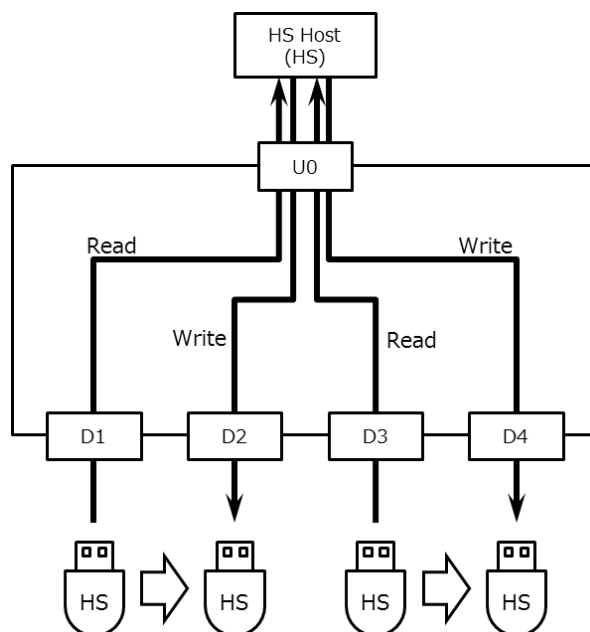 HS Host
(HS)
U0
Read
Write
Write
Read
D1
D2
D3
D4
HS
HS
HS
HS